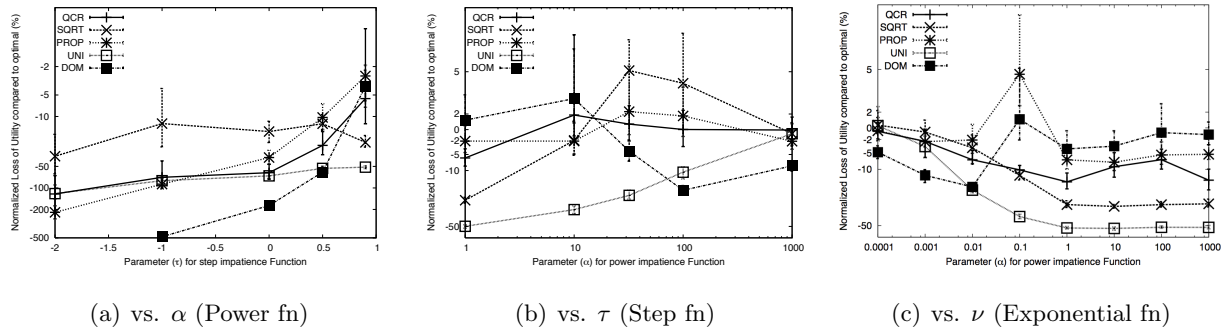 Normalized Loss of Utility compared to optimal (%)
QCR
SQRT
PROP
UNI
DOM
-2
-5
-10
-50
-100
-200
-500
-2 -1 0 0.5 1
Parameter (τ) for step impatience Function
(a) vs. α (Power fn)
Normalized Loss of Utility compared to optimal (%)
QCR
SQRT
PROP
UNI
DOM
5
2
0
-2
-5
-10
-50
1 10 100 1000
Parameter (α) for power impatience Function
(b) vs. τ (Step fn)
Normalized Loss of Utility compared to optimal (%)
QCR
SQRT
PROP
UNI
DOM
5
2
0
-2
-5
-10
-50
0.0001 0.001 0.01 0.1 1 10 100 1000
Parameter (α) for power impatience Function
(c) vs. ν (Exponential fn)